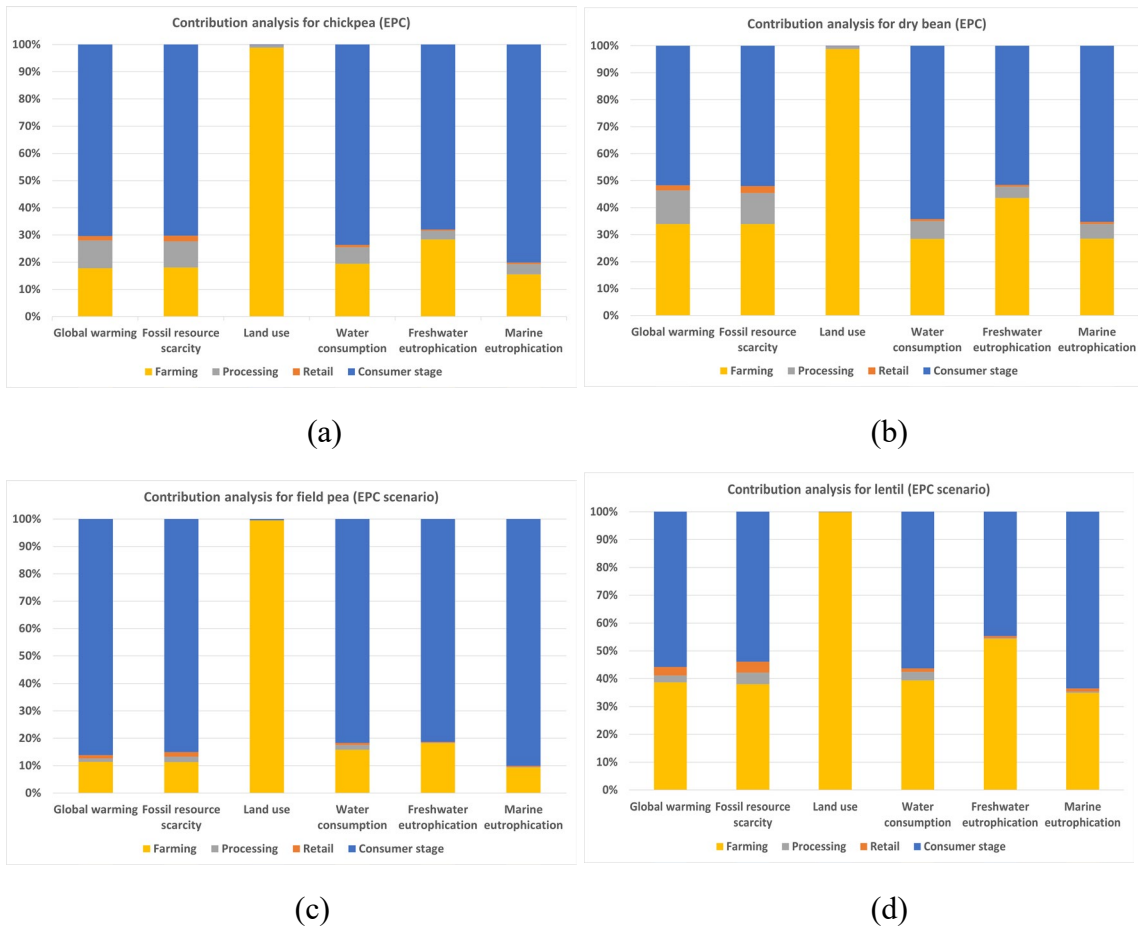 Contribution analysis for chickpea (EPC)
100%
90%
80%
70%
60%
50%
40%
30%
20%
10%
0%
Global warming Fossil resource Land use Water Freshwater Marine
scarcity consumption eutrophication eutrophication
Farming Processing Retail Consumer stage
(a)
Contribution analysis for dry bean (EPC)
100%
90%
80%
70%
60%
50%
40%
30%
20%
10%
0%
Global warming Fossil resource Land use Water Freshwater Marine
scarcity consumption eutrophication eutrophication
Farming Processing Retail Consumer stage
(b)
Contribution analysis for field pea (EPC scenario)
100%
90%
80%
70%
60%
50%
40%
30%
20%
10%
0%
Global warming Fossil resource Land use Water Freshwater Marine
scarcity consumption eutrophication eutrophication
Farming Processing Retail Consumer stage
(c)
Contribution analysis for lentil (EPC scenario)
100%
90%
80%
70%
60%
50%
40%
30%
20%
10%
0%
Global warming Fossil resource Land use Water Freshwater Marine
scarcity consumption eutrophication eutrophication
Farming Processing Retail Consumer stage
(d)